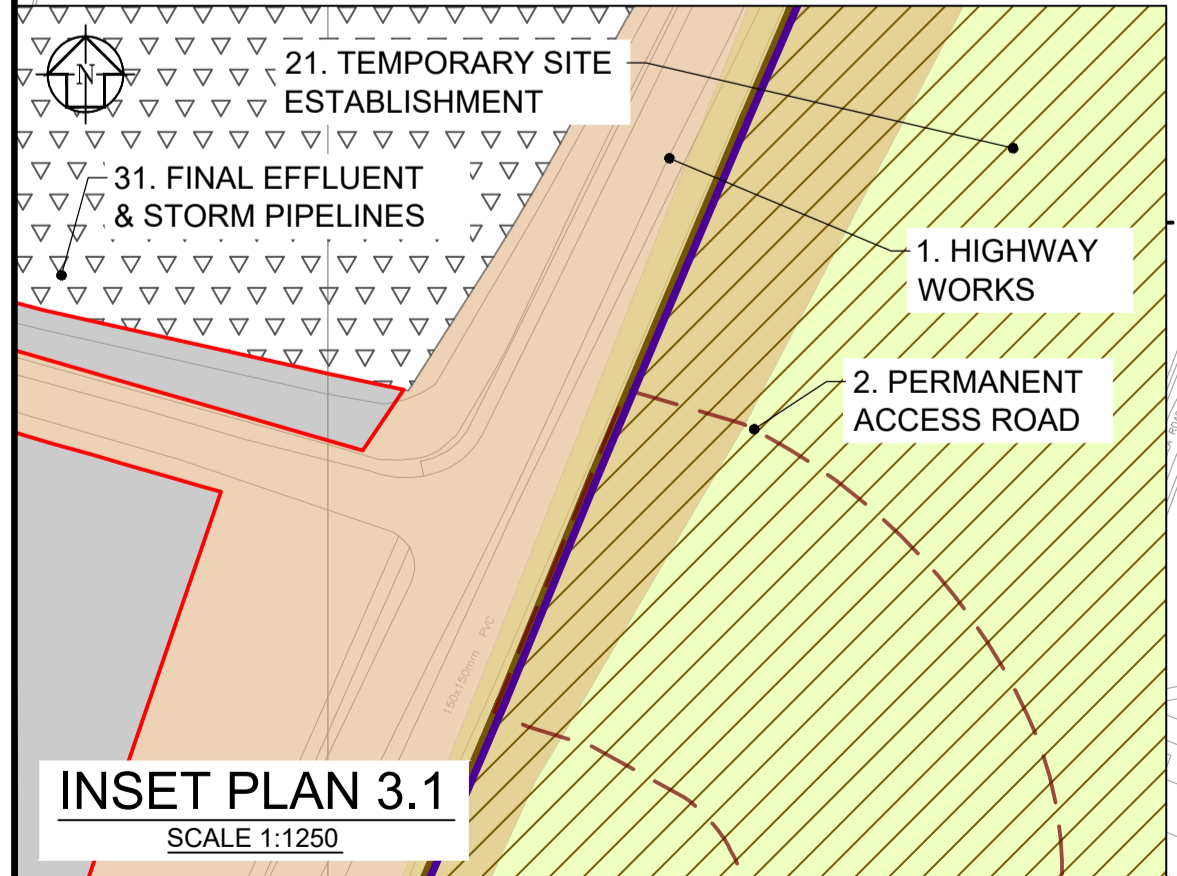 N
21. TEMPORARY SITE
ESTABLISHMENT
31. FINAL EFFLUENT
& STORM PIPELINES
1. HIGHWAY
WORKS
2. PERMANENT
ACCESS ROAD
150x150mm PVC
INSET PLAN 3.1
SCALE 1:1250